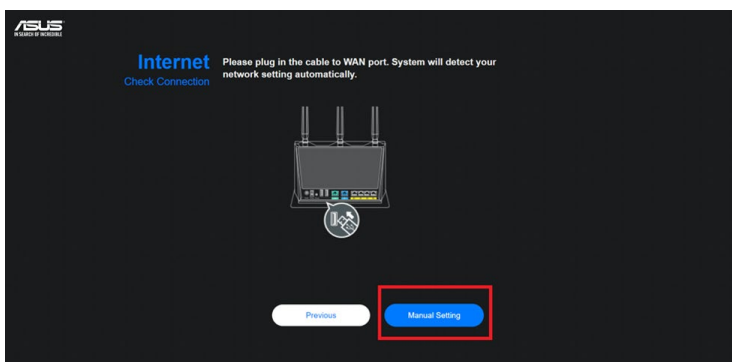 ASUS
IN SEARCH OF INCREDIBLE
Internet
Check Connection
Please plug in the cable to WAN port. System will detect your
network setting automatically.
Previous
Manual Setting